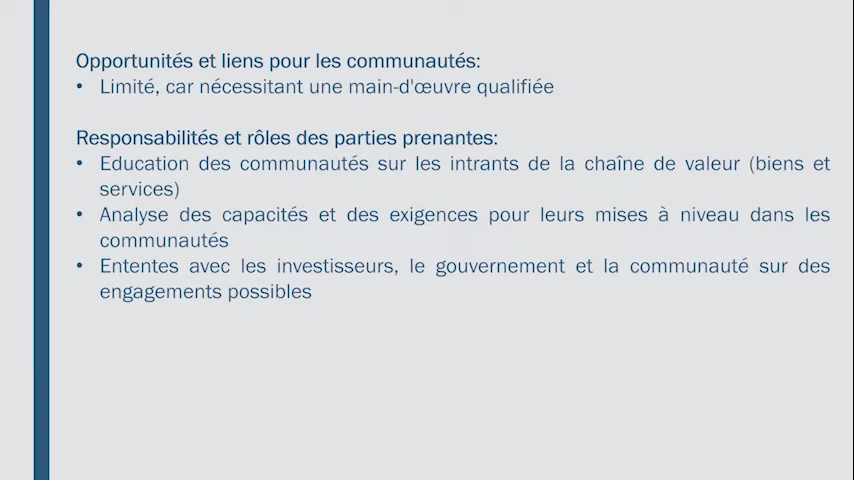 Opportunités et liens pour les communautés:
• Limité, car nécessitant une main-d'œuvre qualifiée
Responsabilités et rôles des parties prenantes:
• Education des communautés sur les intrants de la chaîne de valeur (biens et
services)
• Analyse des capacités et des exigences pour leurs mises à niveau dans les
communautés
• Ententes avec les investisseurs, le gouvernement et la communauté sur des
engagements possibles